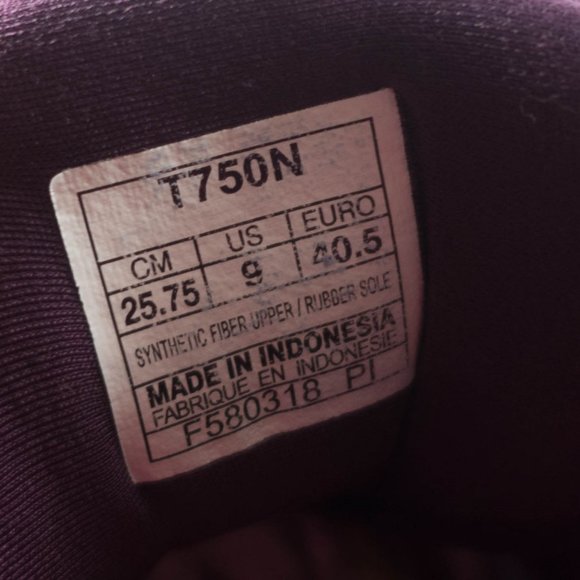 T750N
CM US EURO
25.75 9 40.5
SYNTHETIC FIBER UPPER / RUBBER SOLE
MADE IN INDONESIA
FABRIQUE EN INDONESIE
F580318 PI